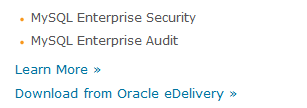 MySQL Enterprise Security
MySQL Enterprise Audit
Learn More »
Download from Oracle eDelivery »